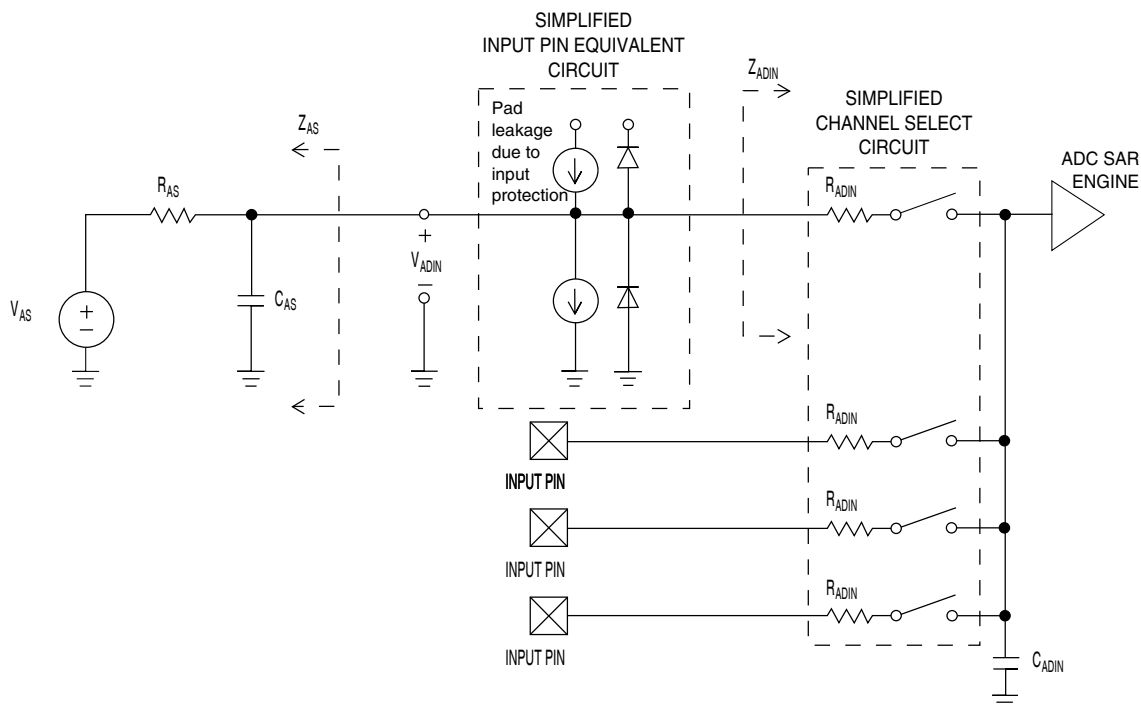 SIMPLIFIED
INPUT PIN EQUIVALENT
CIRCUIT
Pad
leakage
due to
input
protection
ZAS
ZADIN
SIMPLIFIED
CHANNEL SELECT
CIRCUIT
ADC SAR
ENGINE
RAS
RADIN
VAS
+
–
CAS
+
VADIN
–
RADIN
INPUT PIN
RADIN
INPUT PIN
RADIN
INPUT PIN
CADIN